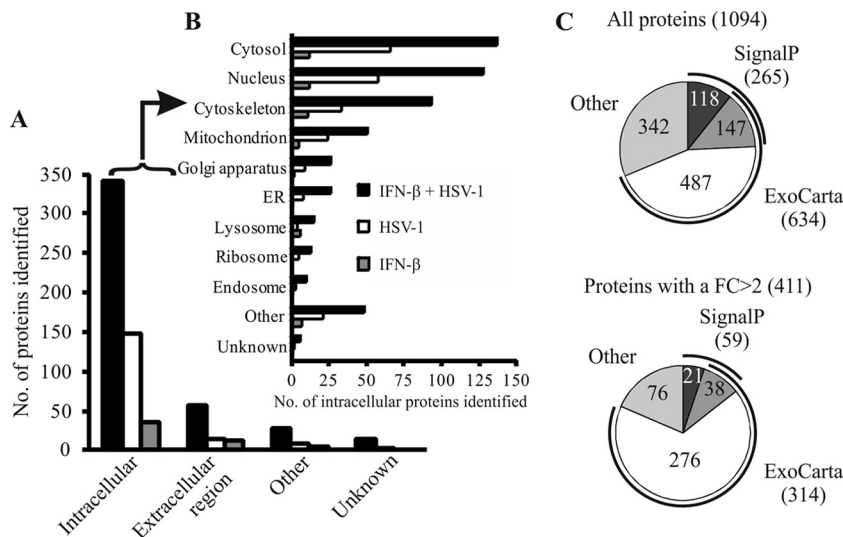 A
No. of proteins identified
350
300
250
200
150
100
50
0
Intracellular
Extracellular
region
Other
Unknown
B
Cytosol
Nucleus
Cytoskeleton
Mitochondrion
Golgi apparatus
ER
Lysosome
Ribosome
Endosome
Other
Unknown
IFN-β + HSV-1
HSV-1
IFN-β
0 25 50 75 100 125 150
No. of intracellular proteins identified
C
All proteins (1094)
SignalP
(265)
Other
118
342
147
487
ExoCarta
(634)
Proteins with a FC>2 (411)
SignalP
(59)
Other
21
76
38
276
ExoCarta
(314)